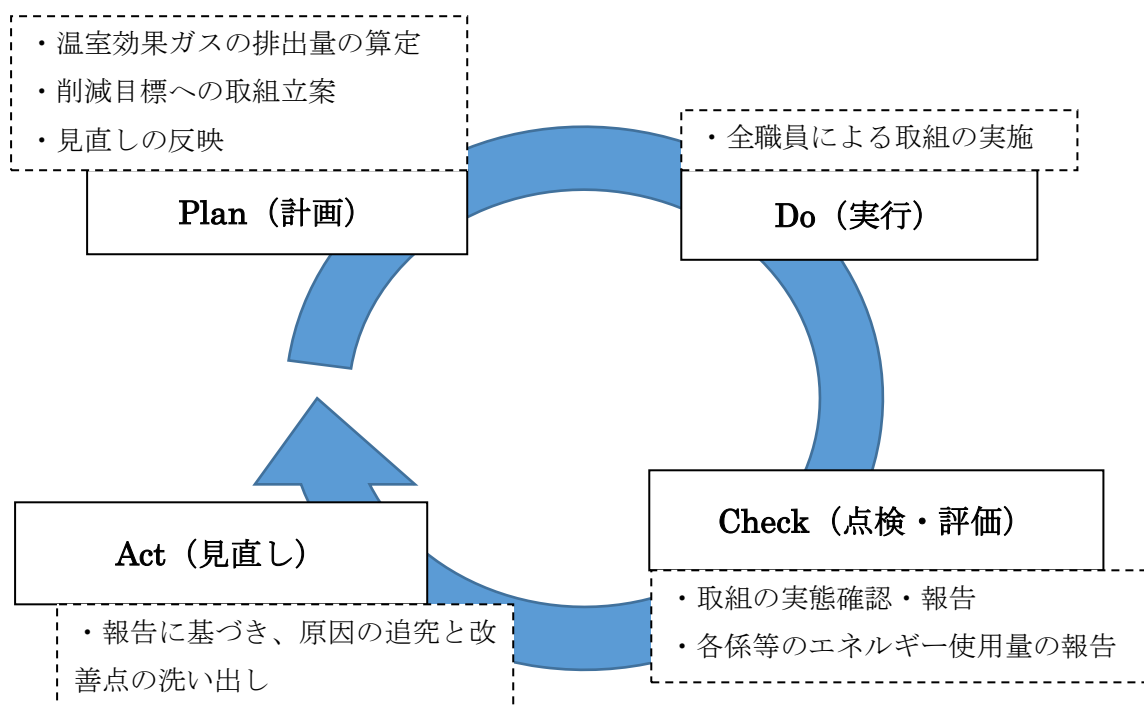 ・温室効果ガスの排出量の算定
・削減目標への取組立案
・見直しの反映
Plan（計画）
・全職員による取組の実施
Do（実行）
Check（点検・評価）
・取組の実態確認・報告
・各係等のエネルギー使用量の報告
Act（見直し）
・報告に基づき、原因の追究と改
善点の洗い出し